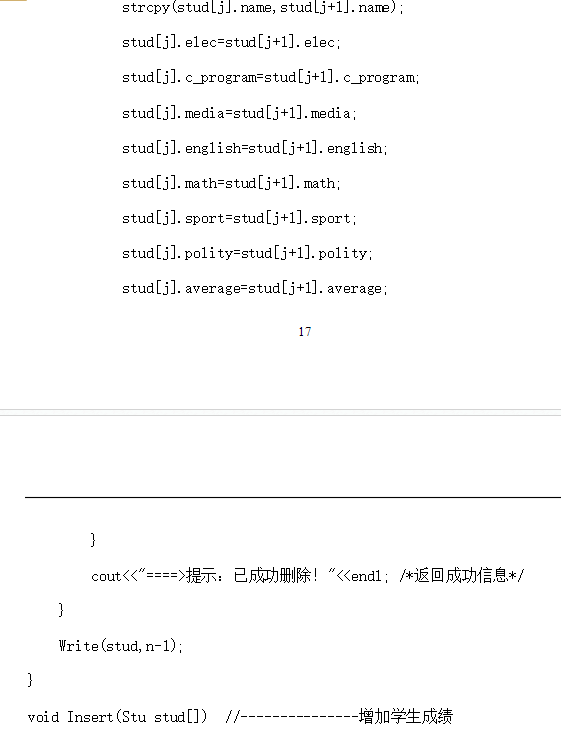 strcpy(stud[j].name,stud[j+1].name);
stud[j].elec=stud[j+1].elec;
stud[j].c_program=stud[j+1].c_program;
stud[j].media=stud[j+1].media;
stud[j].english=stud[j+1].english;
stud[j].math=stud[j+1].math;
stud[j].sport=stud[j+1].sport;
stud[j].polity=stud[j+1].polity;
stud[j].average=stud[j+1].average;
17
}
cout<<"====>提示：已成功删除！"<<endl; /*返回成功信息*/
}
Write(stud,n-1);
}
void Insert(Stu stud[]) //---------------增加学生成绩